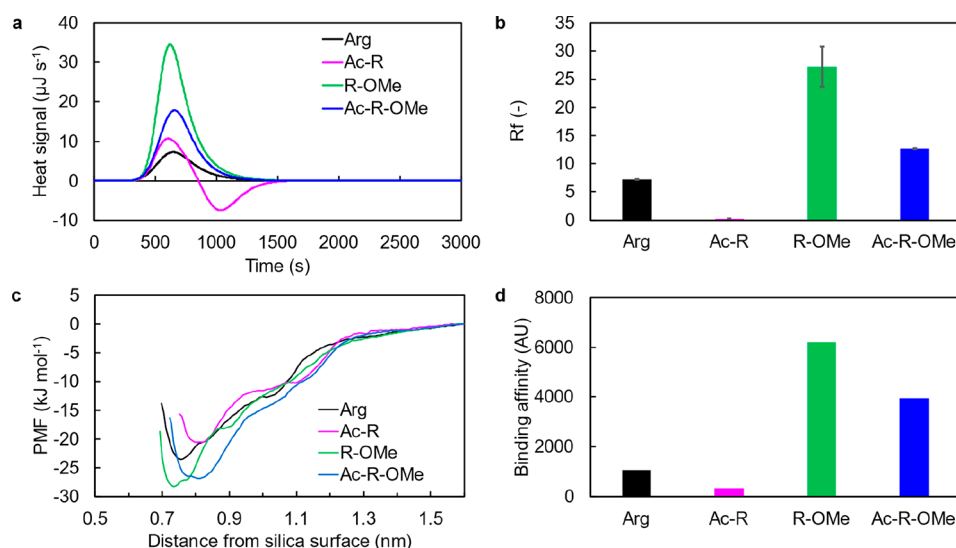 a
40
30
20
10
0
-10
Heat signal (μJ s⁻¹)
0 500 1000 1500 2000 2500 3000
Time (s)
Arg
Ac-R
R-OMe
Ac-R-OMe
b
35
30
25
20
15
10
5
0
Rf (-)
Arg Ac-R R-OMe Ac-R-OMe
c
5
0
-5
-10
-15
-20
-25
-30
PMF (kJ mol⁻¹)
0.5 0.7 0.9 1.1 1.3 1.5
Distance from silica surface (nm)
Arg
Ac-R
R-OMe
Ac-R-OMe
d
8000
6000
4000
2000
0
Binding affinity (AU)
Arg Ac-R R-OMe Ac-R-OMe